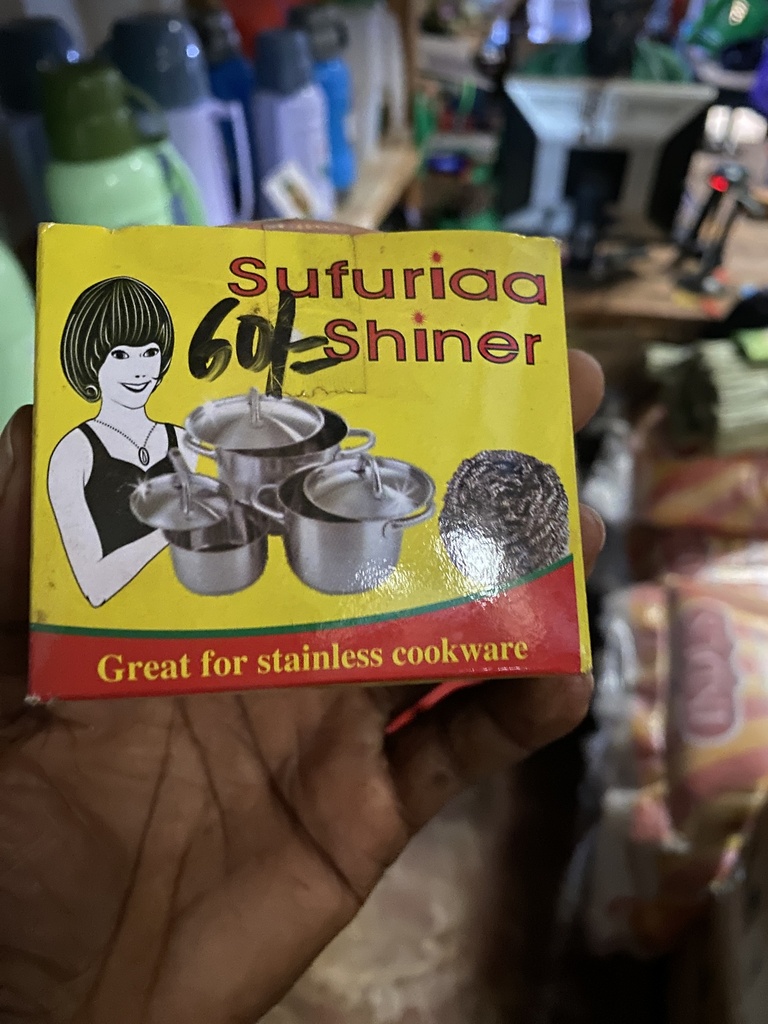 Sufuriaa
60/= Shiner
Great for stainless cookware